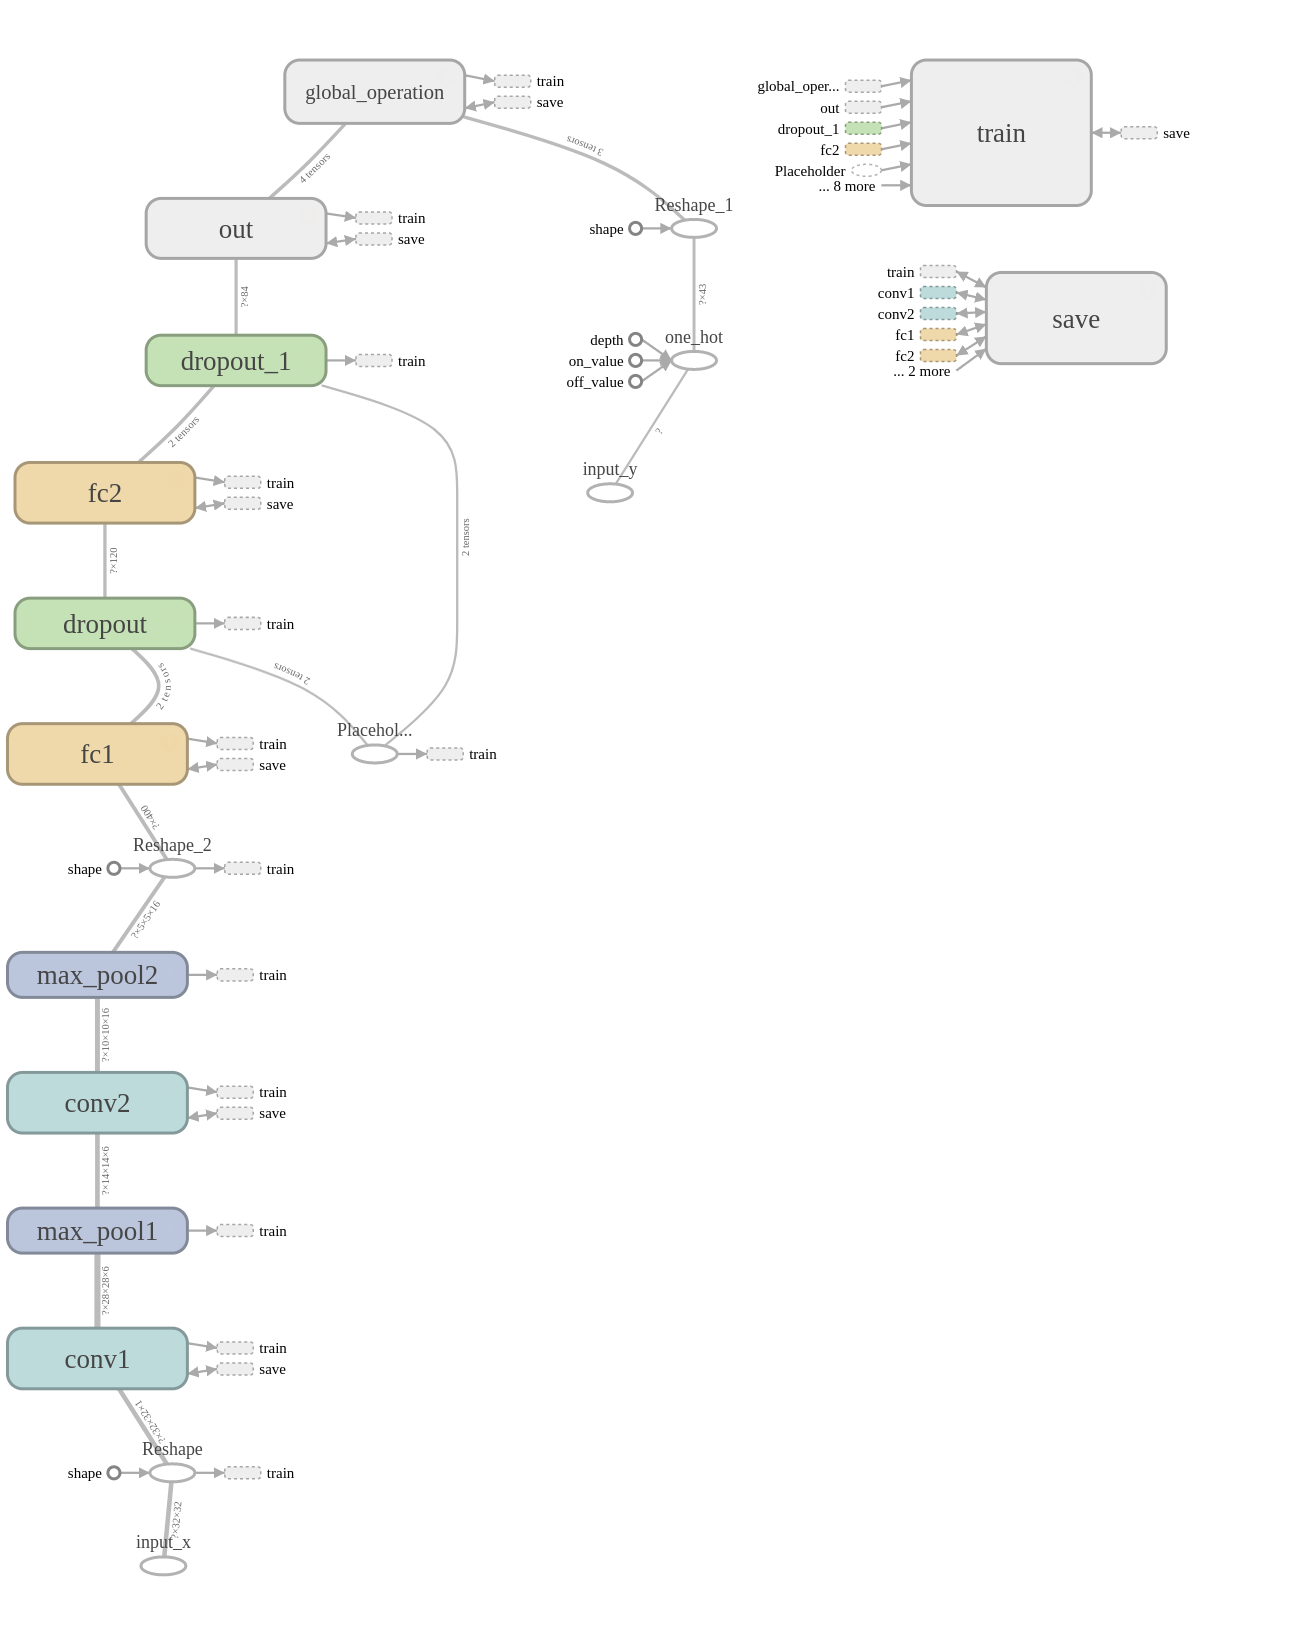 global_operation
train
save
4 tensors
3 tensors
out
train
save
Reshape_1
shape
?×84
?×43
dropout_1
train
depth
one_hot
on_value
off_value
2 tensors
?
input_y
fc2
train
save
2 tensors
?×120
dropout
train
2 tensors
2 tensors
Placehol...
train
fc1
train
save
?×400
Reshape_2
shape
train
?×5×5×16
max_pool2
train
?×10×10×16
conv2
train
save
?×14×14×6
max_pool1
train
?×28×28×6
conv1
train
save
?×32×32×1
Reshape
shape
train
?×32×32
input_x
global_oper...
out
dropout_1
fc2
Placeholder
... 8 more
train
save
train
conv1
conv2
fc1
fc2
... 2 more
save